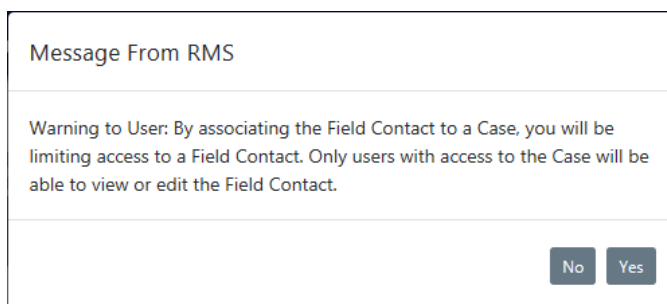 Message From RMS
Warning to User: By associating the Field Contact to a Case, you will be
limiting access to a Field Contact. Only users with access to the Case will be
able to view or edit the Field Contact.
No Yes